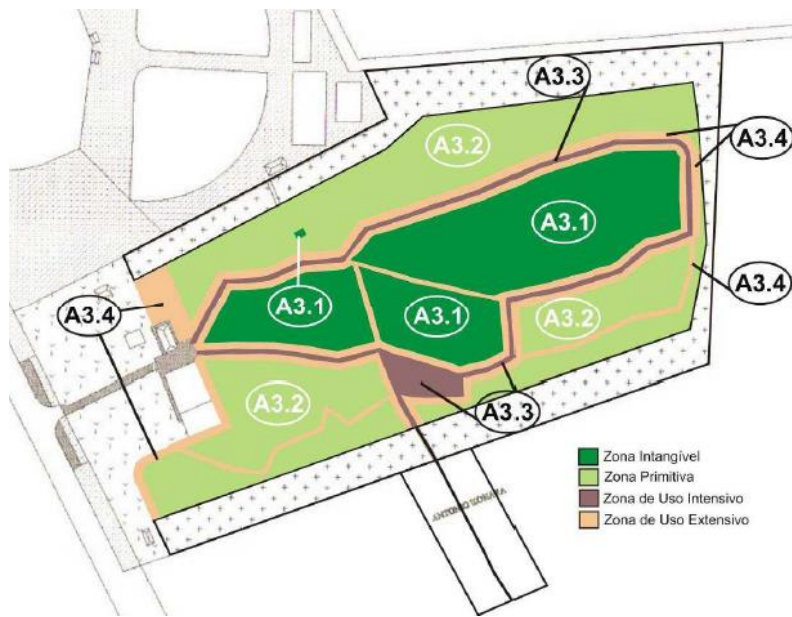 A3.3
A3.2
A3.4
A3.1
A3.1
A3.4
A3.4
A3.1
A3.2
A3.2
A3.3
Zona Intangível
Zona Primitiva
Zona de Uso Intensivo
Zona de Uso Extensivo